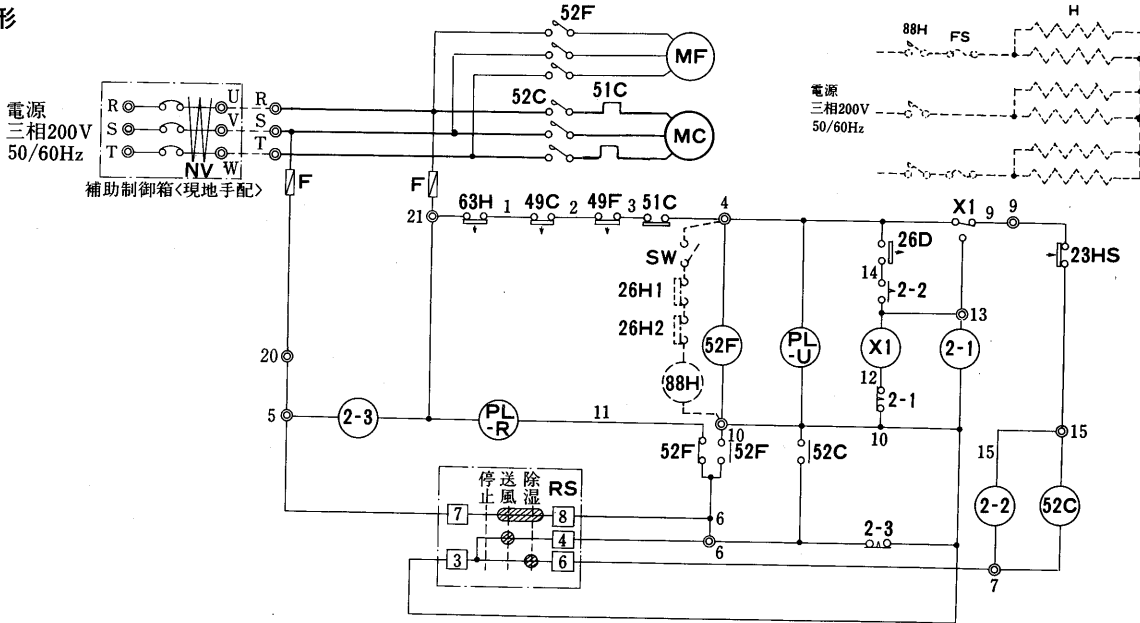 形
52F
MF
88H
FS
H
R
U
R
52C
51C
電源
三相200V
50/60Hz
S
V
S
MC
T
W
T
NV
補助制御箱<現地手配>
電源
三相200V
50/60Hz
F
F
21
63H
1
49C
2
49F
3
51C
4
X1
9
9
SW
26D
23HS
14
2-2
26H1
26H2
13
52F
PL-U
X1
2-1
20
88H
12
2-1
5
2-3
PL-R
11
10
10
52F
52F
52C
15
15
停止
送風
除湿
RS
2-2
52C
7
8
6
2-3
4
6
3
6
7